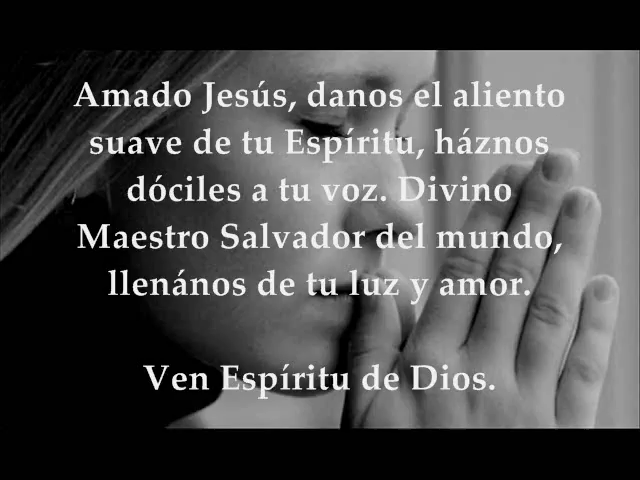 Amado Jesús, danos el aliento
suave de tu Espíritu, háznos
dóciles a tu voz. Divino
Maestro Salvador del mundo,
llenános de tu luz y amor.
Ven Espíritu de Dios.